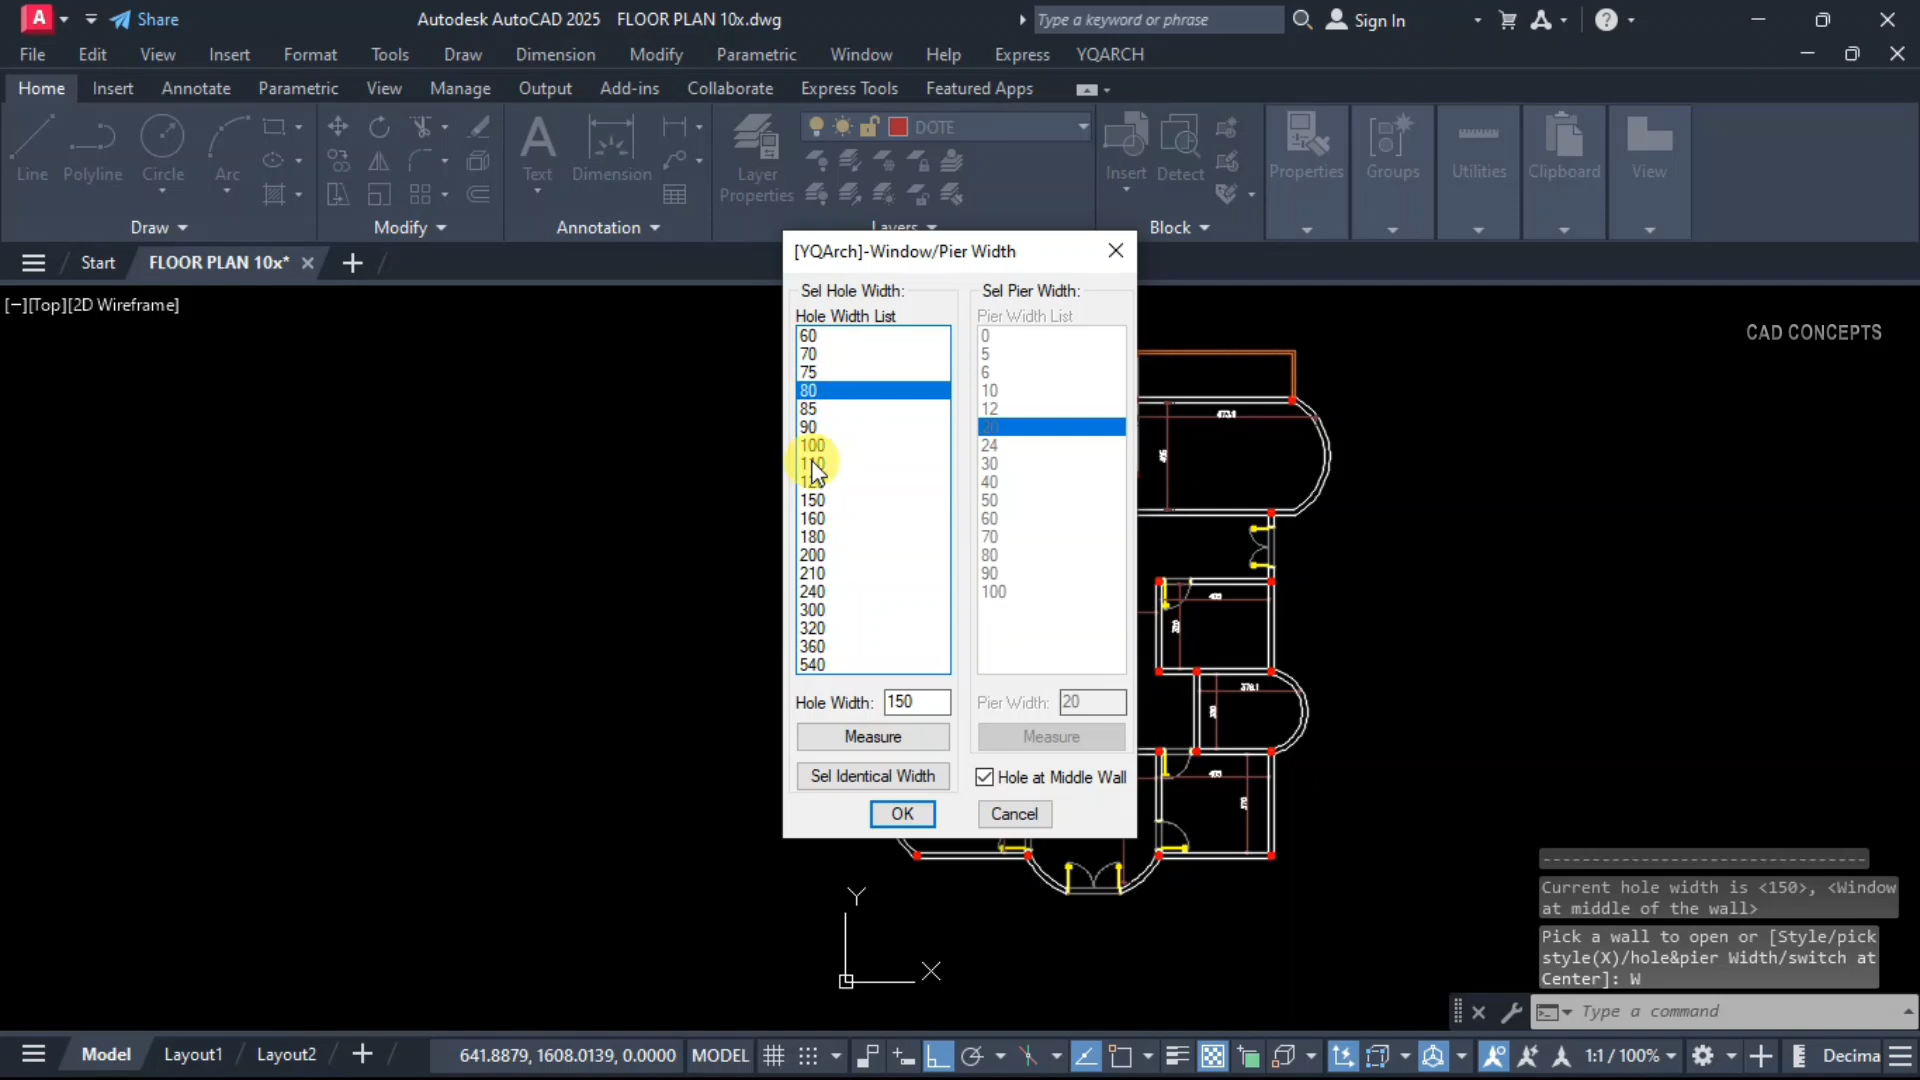 Share
Autodesk AutoCAD 2025 FLOOR PLAN 10x.dwg
Type a keyword or phrase
Sign In
File Edit View Insert Format Tools Draw Dimension Modify Parametric Window Help Express YQARCH
Home Insert Annotate Parametric View Manage Output Add-ins Collaborate Express Tools Featured Apps
DOTE
Line Polyline Circle Arc Text Dimension Layer Properties Insert Detect Properties Groups Utilities Clipboard View
Draw Modify Annotation Layers Block
Start FLOOR PLAN 10x*
[−][Top][2D Wireframe]
CAD CONCEPTS
[YQArch]-Window/Pier Width
Sel Hole Width: Sel Pier Width:
Hole Width List Pier Width List
60 0
70 5
75 6
80 10
85 12
90 20
100 24
110 30
120 40
150 50
160 60
180 70
200 80
210 90
240 100
300
320
360
540
Hole Width: 150 Pier Width: 20
Measure Measure
Sel Identical Width Hole at Middle Wall
OK Cancel
Y
X
Current hole width is <150>, <Window
at middle of the wall>
Pick a wall to open or [Style/pick
style(X)/hole&pier Width/switch at
Center]: W
Type a command
Model Layout1 Layout2
641.8879, 1608.0139, 0.0000 MODEL 1:1 / 100% Decima